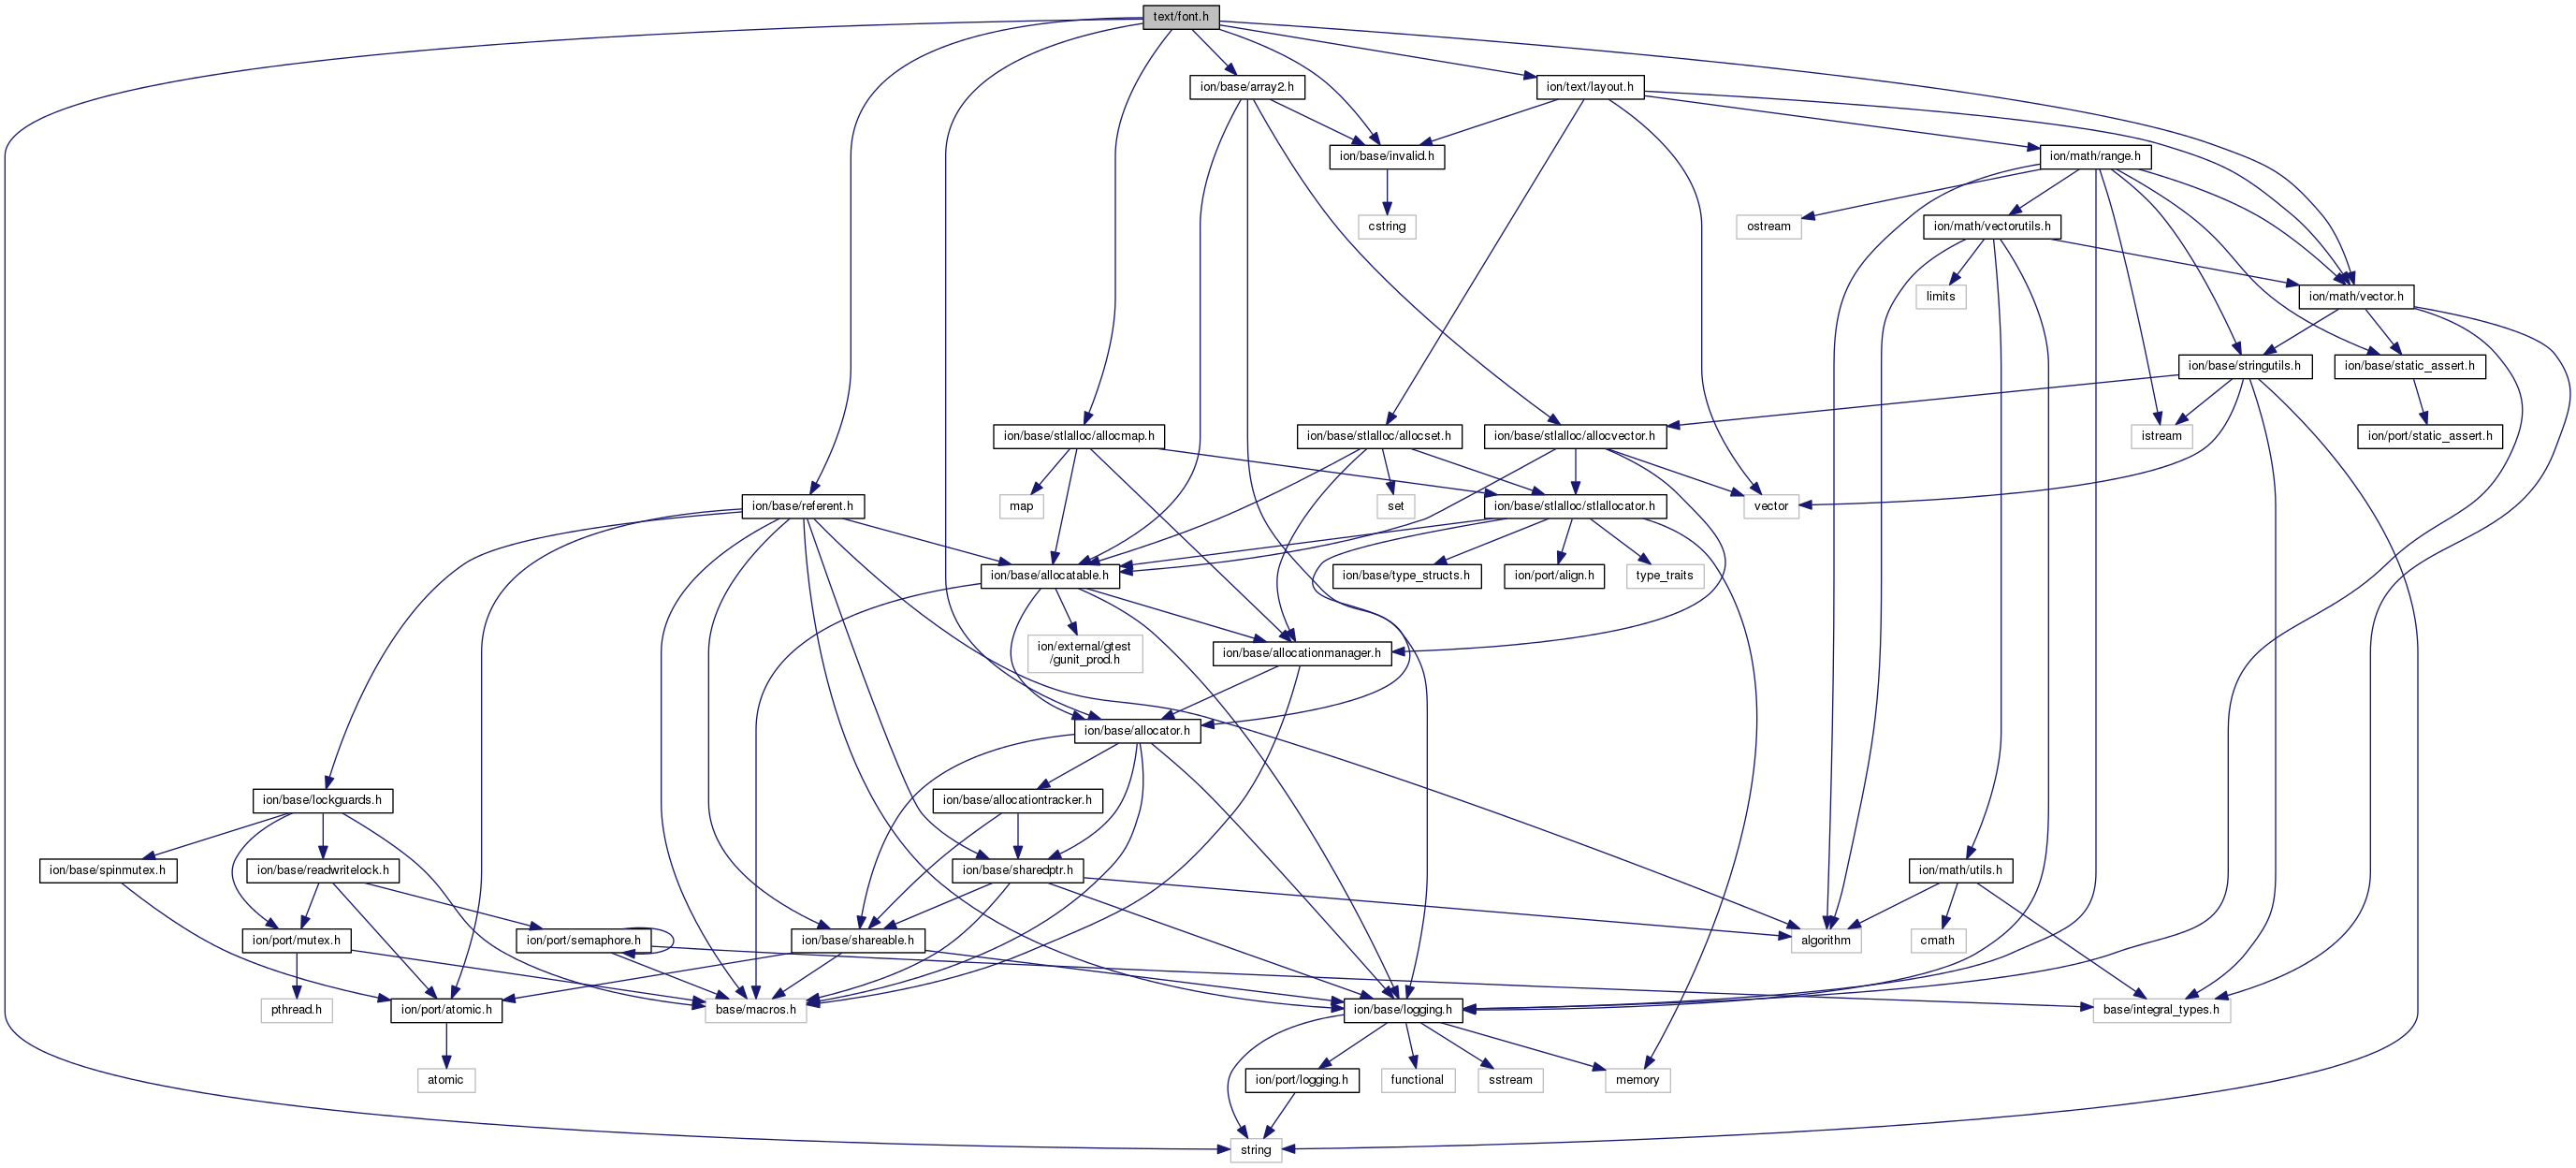 text/font.h
ion/base/array2.h
ion/text/layout.h
ion/base/invalid.h
ion/math/range.h
cstring
ostream
ion/math/vectorutils.h
limits
ion/math/vector.h
ion/base/stringutils.h
ion/base/static_assert.h
ion/base/stlalloc/allocmap.h
ion/base/stlalloc/allocset.h
ion/base/stlalloc/allocvector.h
istream
ion/port/static_assert.h
ion/base/referent.h
map
set
ion/base/stlalloc/stlallocator.h
vector
ion/base/allocatable.h
ion/base/type_structs.h
ion/port/align.h
type_traits
ion/external/gtest
/gunit_prod.h
ion/base/allocationmanager.h
ion/base/allocator.h
ion/base/lockguards.h
ion/base/allocationtracker.h
ion/base/spinmutex.h
ion/base/readwritelock.h
ion/base/sharedptr.h
ion/math/utils.h
ion/port/mutex.h
ion/port/semaphore.h
ion/base/shareable.h
algorithm
cmath
pthread.h
ion/port/atomic.h
base/macros.h
ion/base/logging.h
base/integral_types.h
atomic
ion/port/logging.h
functional
sstream
memory
string